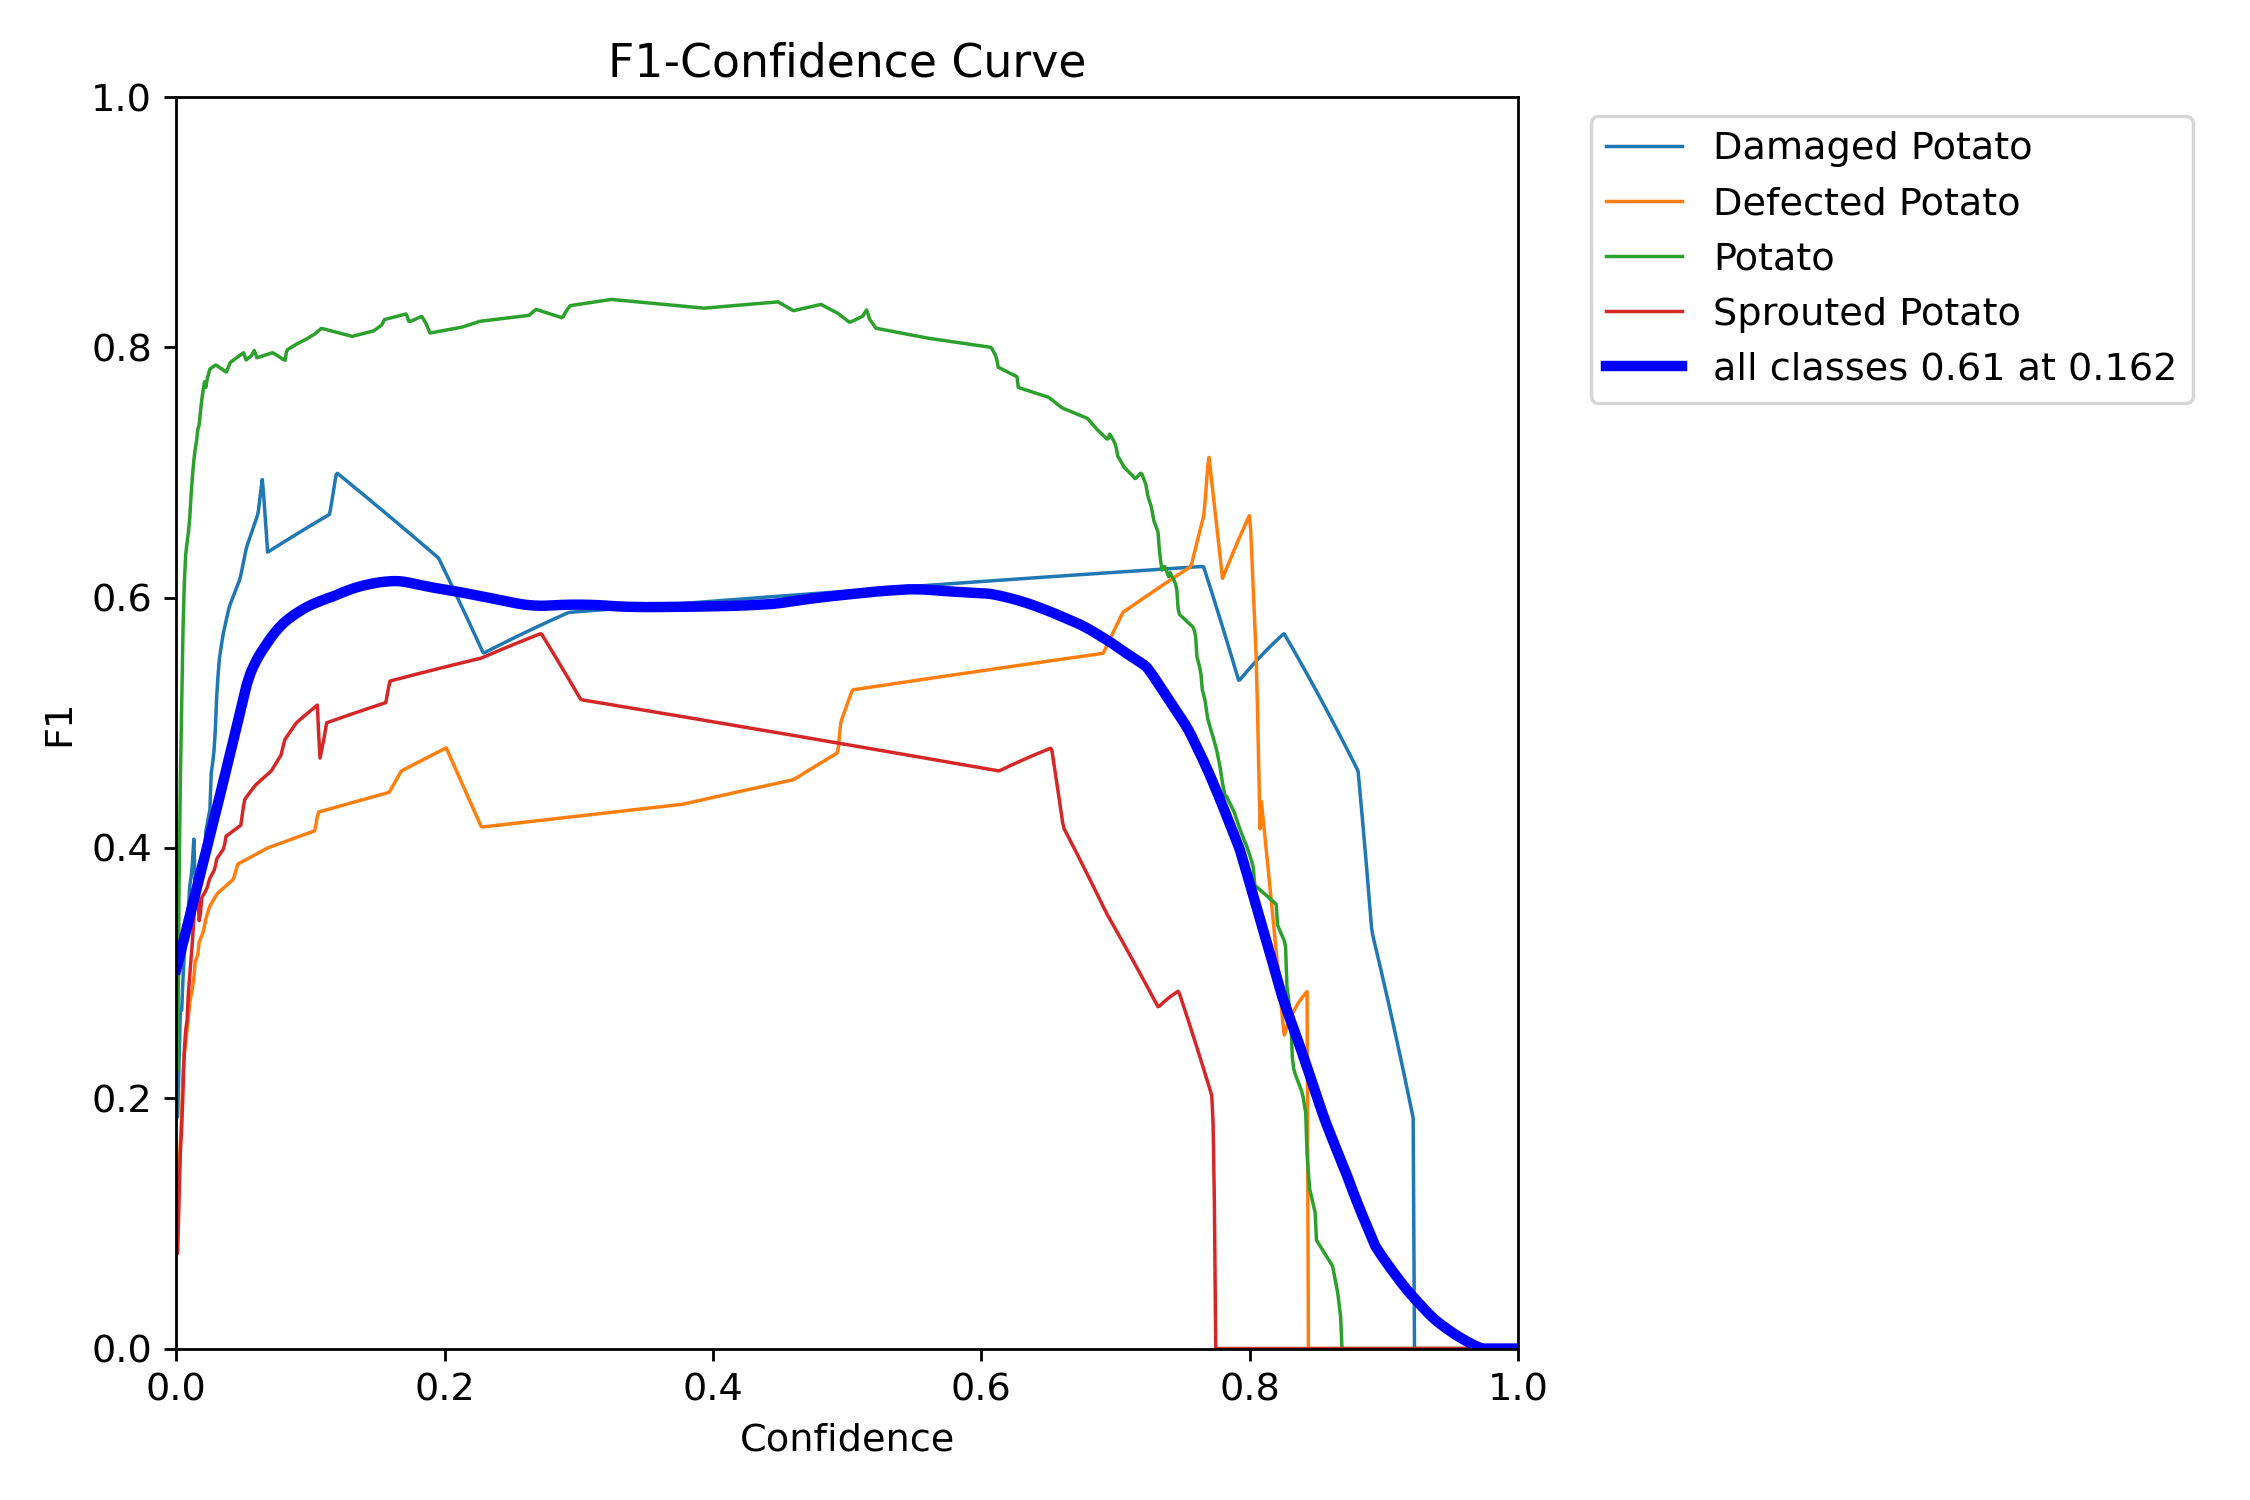 F1-Confidence Curve
1.0
0.8
0.6
0.4
0.2
0.0
F1
0.0 0.2 0.4 0.6 0.8 1.0
Confidence
Damaged Potato
Defected Potato
Potato
Sprouted Potato
all classes 0.61 at 0.162